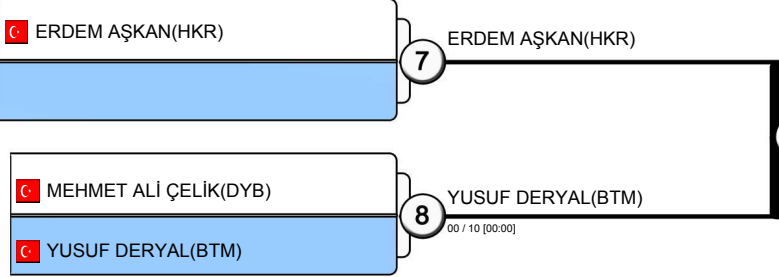 ERDEM AŞKAN(HKR)
7
ERDEM AŞKAN(HKR)
MEHMET ALİ ÇELİK(DYB)
YUSUF DERYAL(BTM)
8
YUSUF DERYAL(BTM)
00 / 10 [00:00]